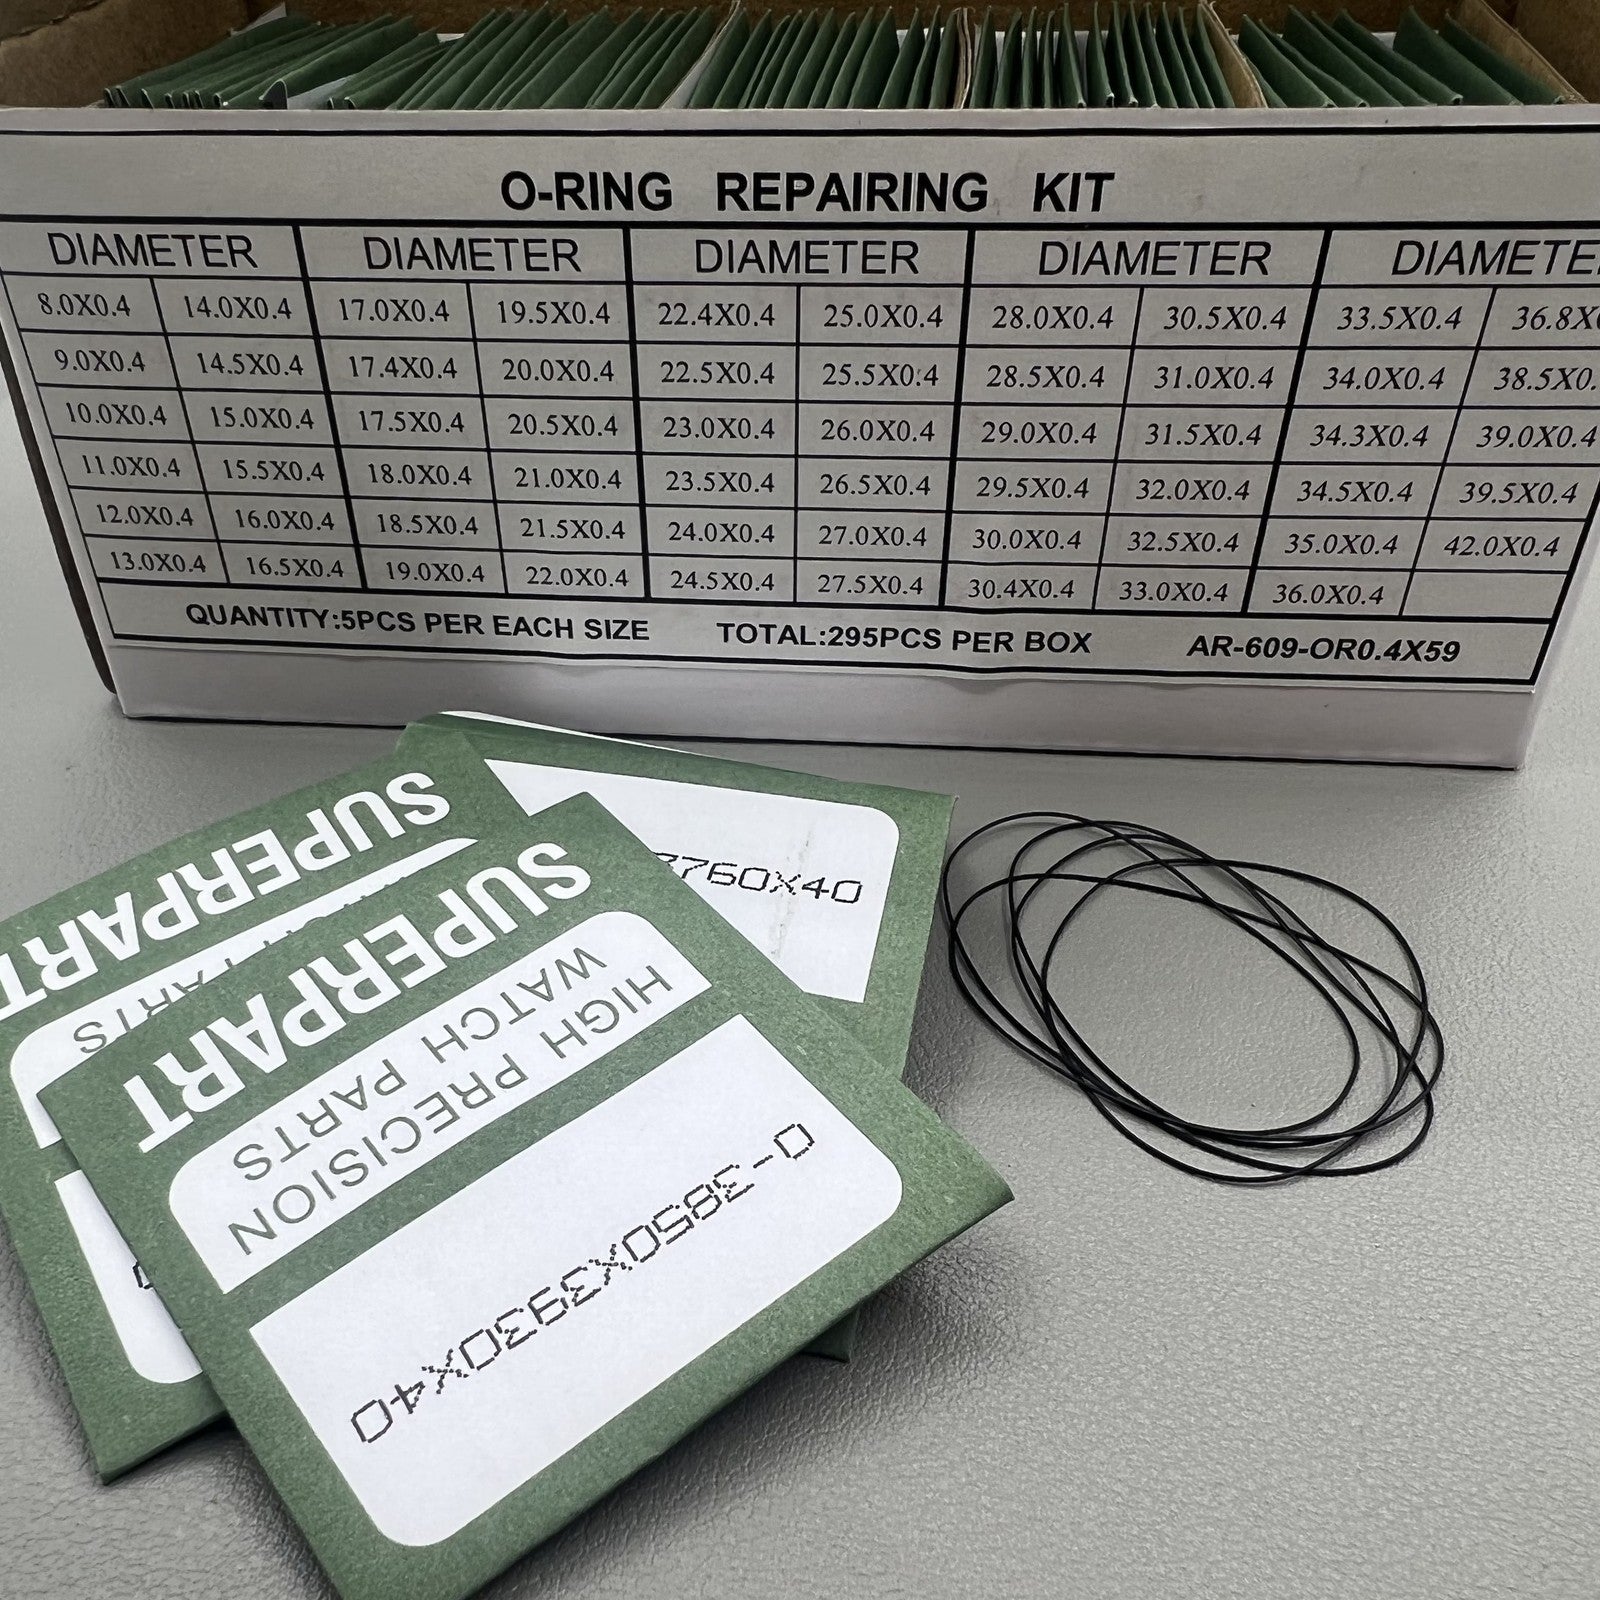 O-RING REPAIRING KIT
DIAMETER DIAMETER DIAMETER DIAMETER DIAMETE
8.0X0.4 14.0X0.4 17.0X0.4 19.5X0.4 22.4X0.4 25.0X0.4 28.0X0.4 30.5X0.4 33.5X0.4 36.8X
9.0X0.4 14.5X0.4 17.4X0.4 20.0X0.4 22.5X0.4 25.5X0.4 28.5X0.4 31.0X0.4 34.0X0.4 38.5X0.
10.0X0.4 15.0X0.4 17.5X0.4 20.5X0.4 23.0X0.4 26.0X0.4 29.0X0.4 31.5X0.4 34.3X0.4 39.0X0.4
11.0X0.4 15.5X0.4 18.0X0.4 21.0X0.4 23.5X0.4 26.5X0.4 29.5X0.4 32.0X0.4 34.5X0.4 39.5X0.4
12.0X0.4 16.0X0.4 18.5X0.4 21.5X0.4 24.0X0.4 27.0X0.4 30.0X0.4 32.5X0.4 35.0X0.4 42.0X0.4
13.0X0.4 16.5X0.4 19.0X0.4 22.0X0.4 24.5X0.4 27.5X0.4 30.4X0.4 33.0X0.4 36.0X0.4
QUANTITY:5PCS PER EACH SIZE TOTAL:295PCS PER BOX AR-609-OR0.4X59
SUPERPART
PARTS
760X40
SUPERPART
HIGH PRECISION
WATCH PARTS
O-3850X3930X40